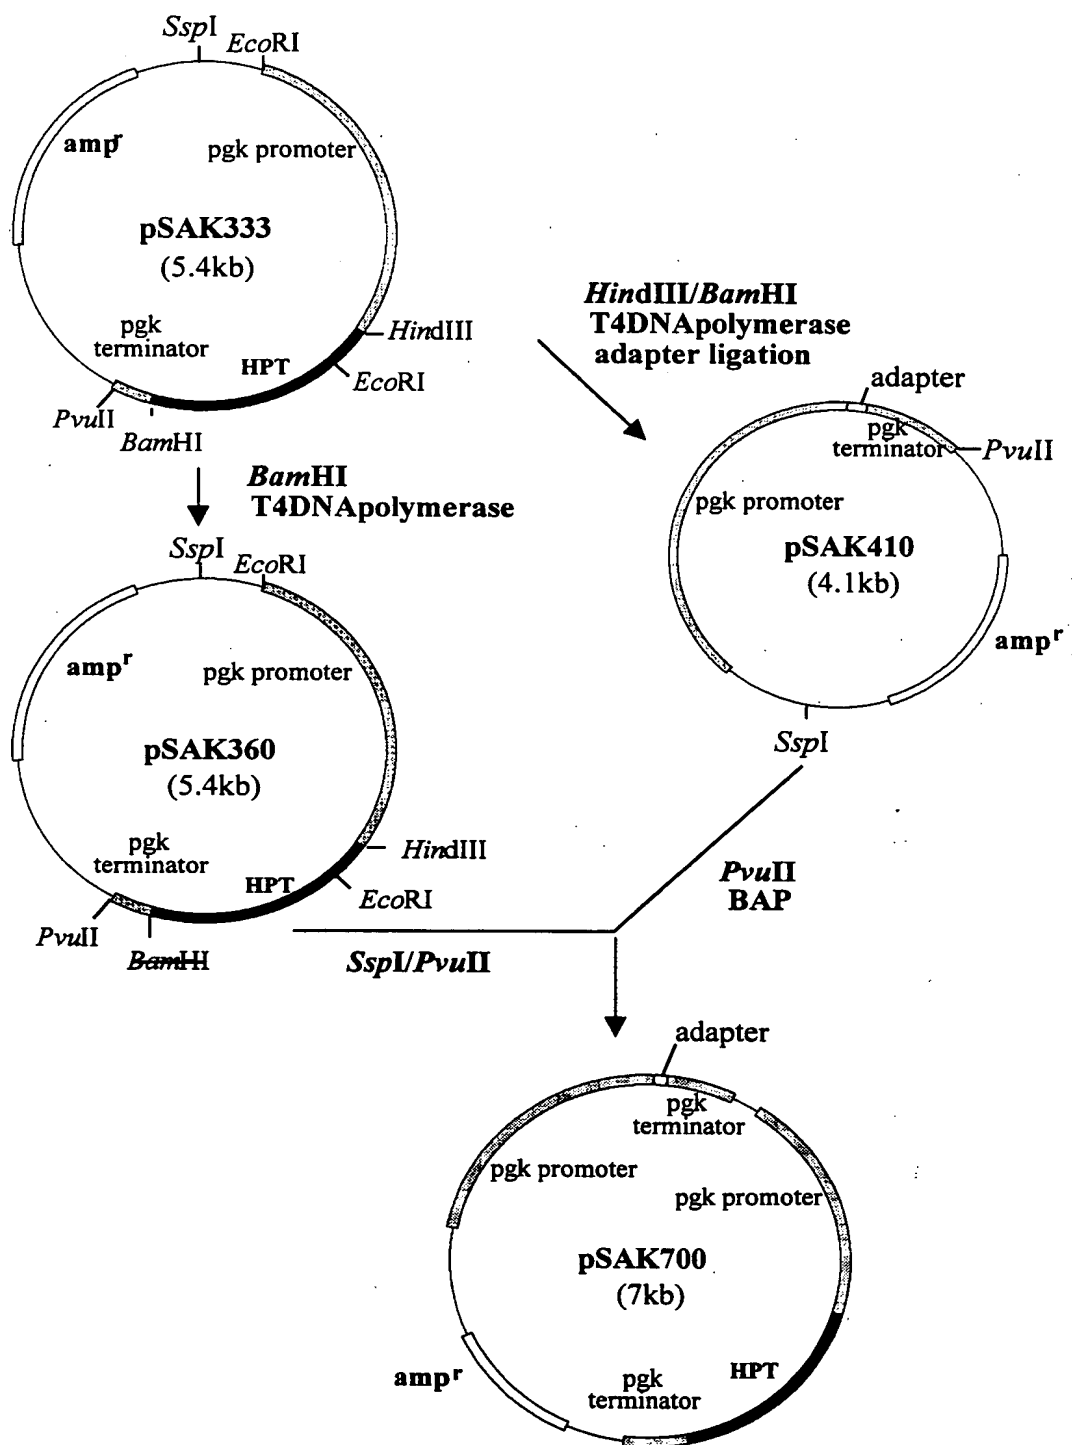 SspI
EcoRI
ampr
pgk promoter
pSAK333
(5.4kb)
pgk
terminator
HPT
HindIII
EcoRI
PvuII
BamHI
HindIII/BamHI
T4DNApolymerase
adapter ligation
adapter
pgk
terminator
PvuII
pgk promoter
pSAK410
(4.1kb)
ampr
SspI
BamHI
T4DNApolymerase
SspI
EcoRI
ampr
pgk promoter
pSAK360
(5.4kb)
pgk
terminator
HPT
HindIII
EcoRI
PvuII
BamHI
SspI/PvuII
PvuII
BAP
adapter
pgk
terminator
pgk promoter
pgk promoter
pSAK700
(7kb)
ampr
pgk
terminator
HPT